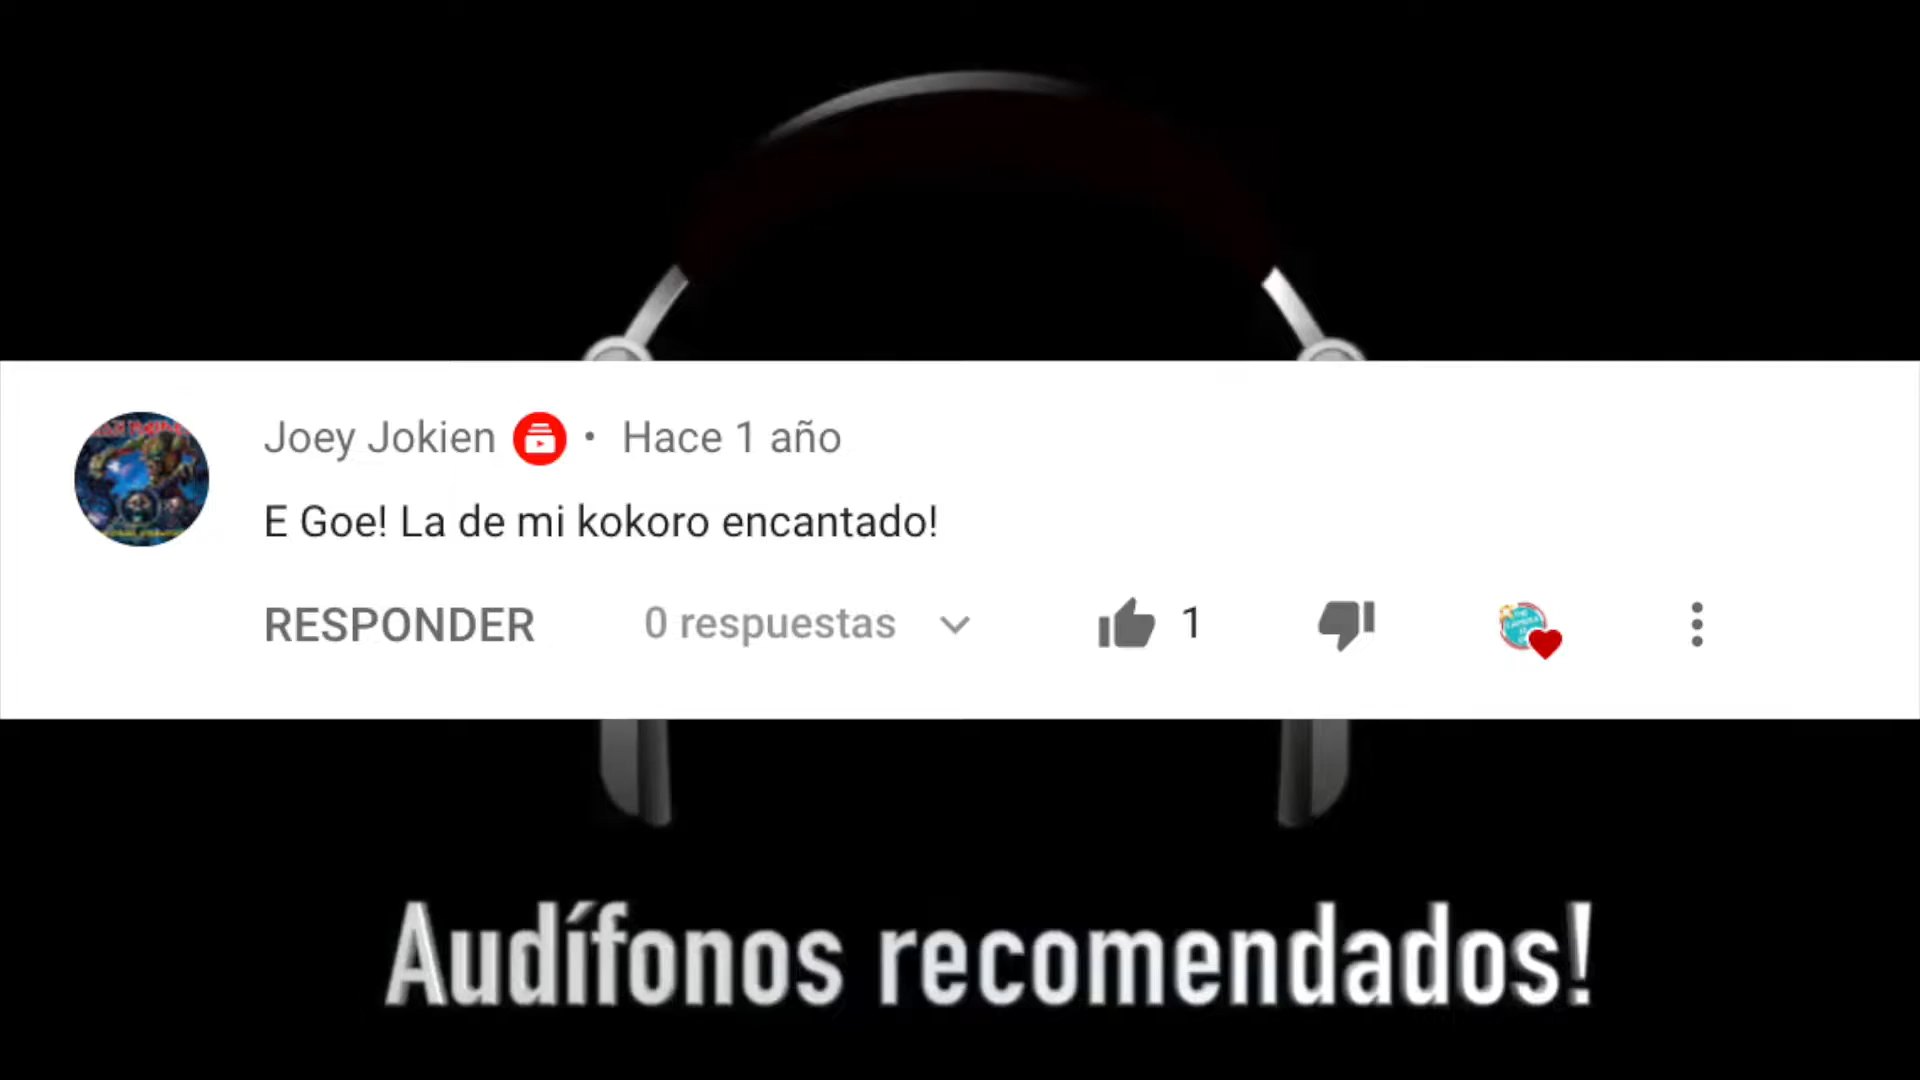 Joey Jokien • Hace 1 año
E Goe! La de mi kokoro encantado!
RESPONDER 0 respuestas 1
Audífonos recomendados!